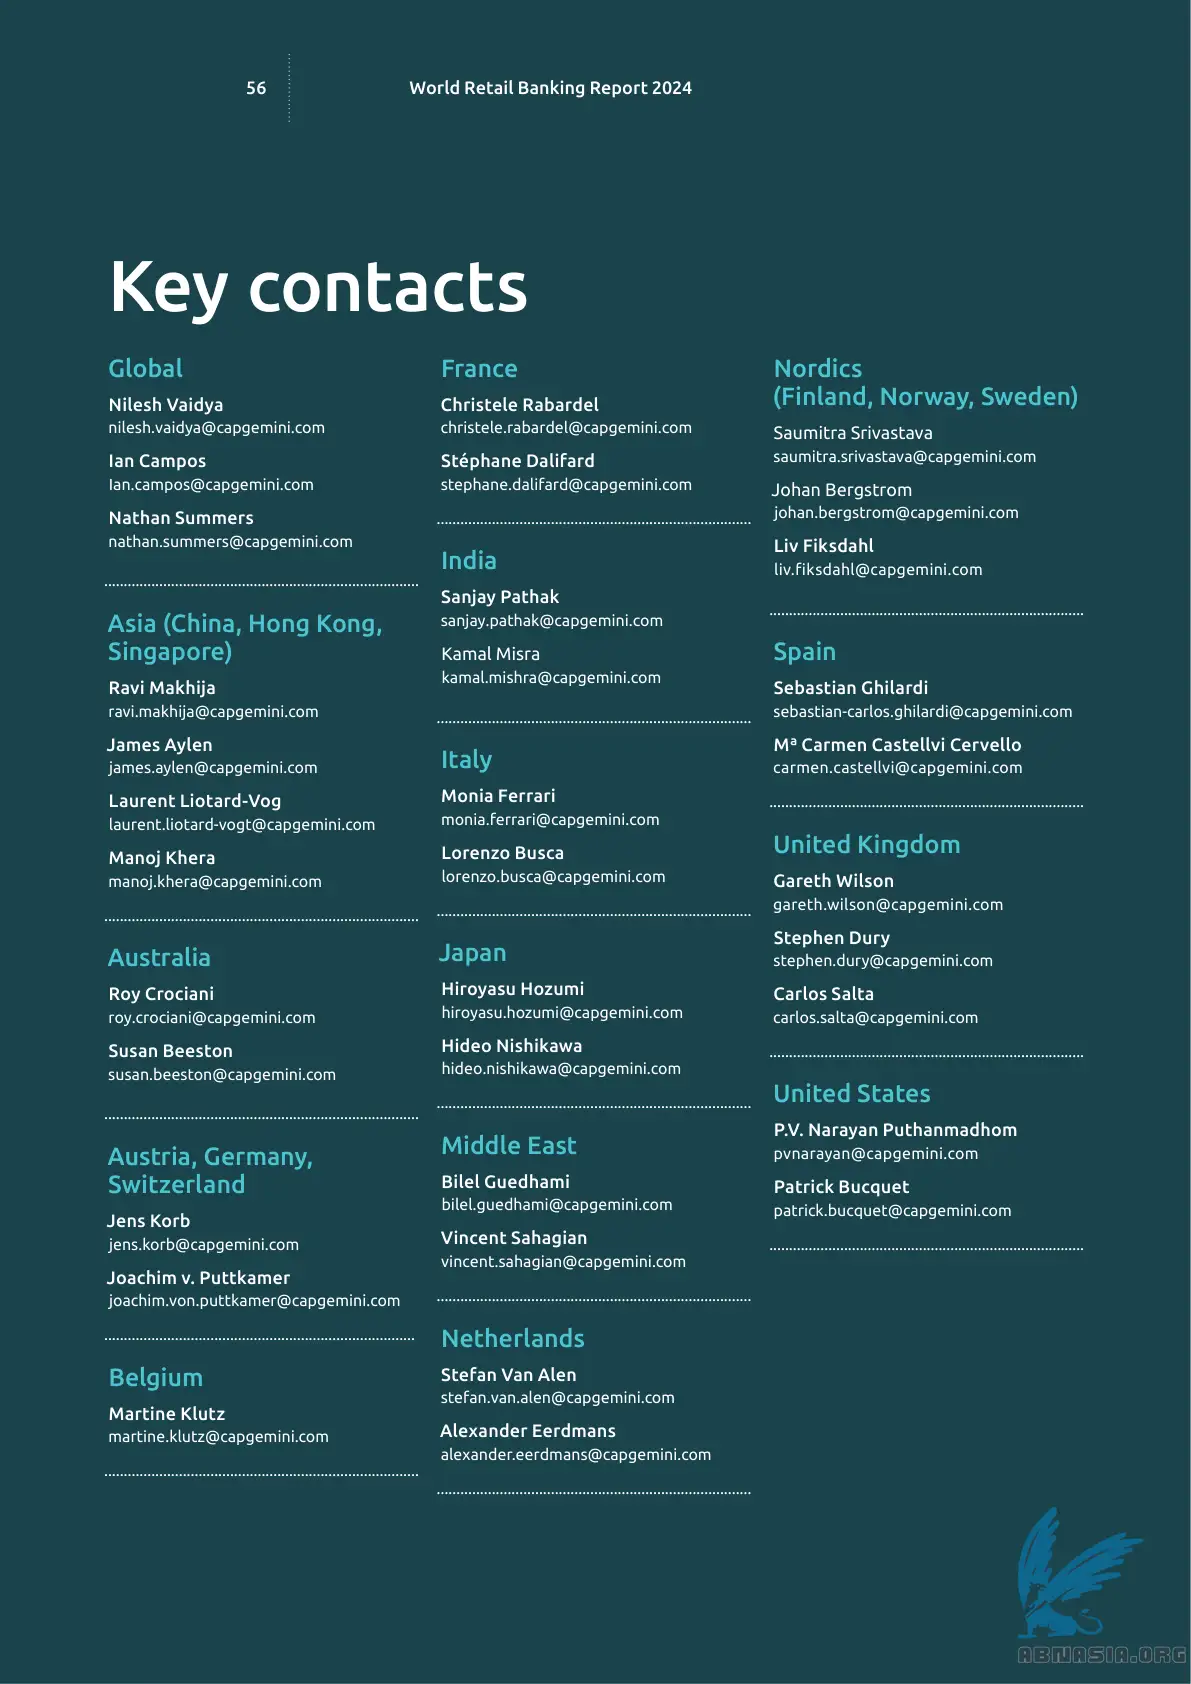 56
World Retail Banking Report 2024
Key contacts
Global
Nilesh Vaidya
nilesh.vaidya@capgemini.com
Ian Campos
Ian.campos@capgemini.com
Nathan Summers
nathan.summers@capgemini.com
Asia (China, Hong Kong,
Singapore)
Ravi Makhija
ravi.makhija@capgemini.com
James Aylen
james.aylen@capgemini.com
Laurent Liotard-Vog
laurent.liotard-vogt@capgemini.com
Manoj Khera
manoj.khera@capgemini.com
Australia
Roy Crociani
roy.crociani@capgemini.com
Susan Beeston
susan.beeston@capgemini.com
Austria, Germany,
Switzerland
Jens Korb
jens.korb@capgemini.com
Joachim v. Puttkamer
joachim.von.puttkamer@capgemini.com
Belgium
Martine Klutz
martine.klutz@capgemini.com
France
Christele Rabardel
christele.rabardel@capgemini.com
Stéphane Dalifard
stephane.dalifard@capgemini.com
India
Sanjay Pathak
sanjay.pathak@capgemini.com
Kamal Misra
kamal.mishra@capgemini.com
Italy
Monia Ferrari
monia.ferrari@capgemini.com
Lorenzo Busca
lorenzo.busca@capgemini.com
Japan
Hiroyasu Hozumi
hiroyasu.hozumi@capgemini.com
Hideo Nishikawa
hideo.nishikawa@capgemini.com
Middle East
Bilel Guedhami
bilel.guedhami@capgemini.com
Vincent Sahagian
vincent.sahagian@capgemini.com
Netherlands
Stefan Van Alen
stefan.van.alen@capgemini.com
Alexander Eerdmans
alexander.eerdmans@capgemini.com
Nordics
(Finland, Norway, Sweden)
Saumitra Srivastava
saumitra.srivastava@capgemini.com
Johan Bergstrom
johan.bergstrom@capgemini.com
Liv Fiksdahl
liv.fiksdahl@capgemini.com
Spain
Sebastian Ghilardi
sebastian-carlos.ghilardi@capgemini.com
Mª Carmen Castellvi Cervello
carmen.castellvi@capgemini.com
United Kingdom
Gareth Wilson
gareth.wilson@capgemini.com
Stephen Dury
stephen.dury@capgemini.com
Carlos Salta
carlos.salta@capgemini.com
United States
P.V. Narayan Puthanmadhom
pvnarayan@capgemini.com
Patrick Bucquet
patrick.bucquet@capgemini.com
ABNASIA.ORG